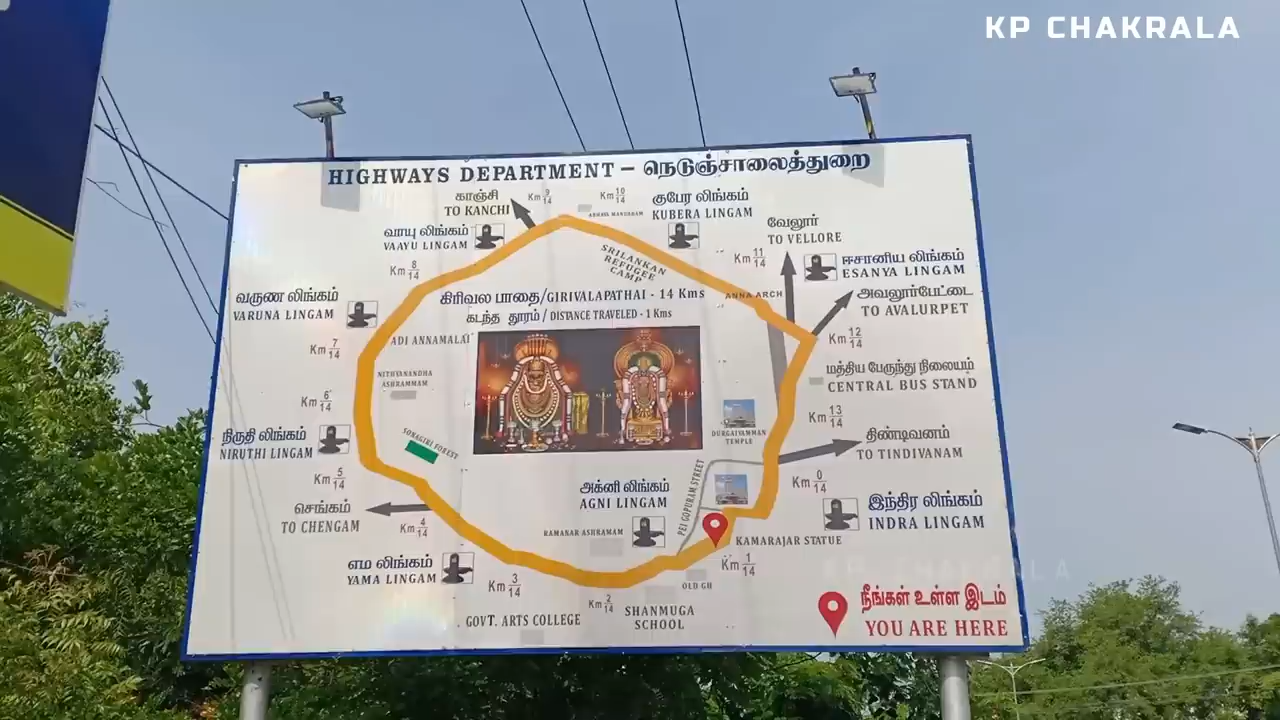 KP CHAKRALA
HIGHWAYS DEPARTMENT – நெடுஞ்சாலைத்துறை
காஞ்சி
TO KANCHI
Km 9/14
Km 10/14
குபேர லிங்கம்
KUBERA LINGAM
வாயு லிங்கம்
VAAYU LINGAM
Km 8/14
SRILANKAN
REFUGEE
CAMP
Km 11/14
வேலூர்
TO VELLORE
ஈசானிய லிங்கம்
ESANYA LINGAM
வருண லிங்கம்
VARUNA LINGAM
கிரிவல பாதை/GIRIVALAPATHAI - 14 Kms
கடந்த தூரம் / DISTANCE TRAVELED - 1 Kms
ANNA ARCH
அவலூர்பேட்டை
TO AVALURPET
Km 12/14
Km 7/14
ADI ANNAMALAI
NITHYANANDHA
ASHRAMMAM
மத்திய பேருந்து நிலையம்
CENTRAL BUS STAND
Km 6/14
Km 13/14
நிருதி லிங்கம்
NIRUTHI LINGAM
SONAGIRI FOREST
DURGAIYAMMAN
TEMPLE
திண்டிவனம்
TO TINDIVANAM
Km 5/14
Km 0/14
செங்கம்
TO CHENGAM
Km 4/14
அக்னி லிங்கம்
AGNI LINGAM
PEI GOPURAM STREET
இந்திர லிங்கம்
INDRA LINGAM
RAMANAR ASHRAMAM
KAMARAJAR STATUE
எம லிங்கம்
YAMA LINGAM
Km 3/14
Km 1/14
OLD GH
Km 2/14
GOVT. ARTS COLLEGE
SHANMUGA
SCHOOL
நீங்கள் உள்ள இடம்
YOU ARE HERE